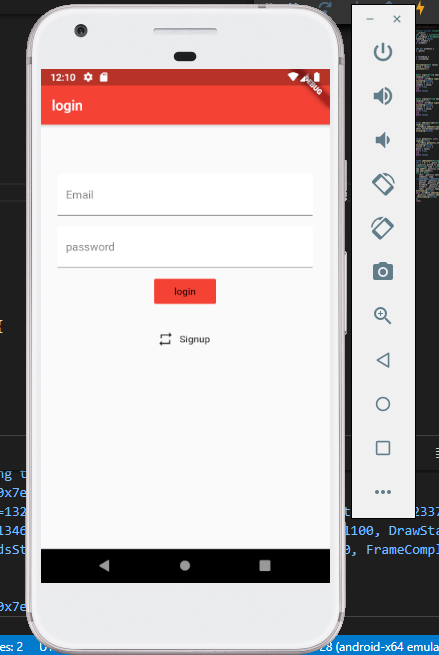 12:10
DEBUG
login
Email
password
login
Signup
ng t
0x7e
=132
2337
1346
1100, DrawSta
dsSt
0, FrameCompl
0x7e
es: 2
(android-x64 emula